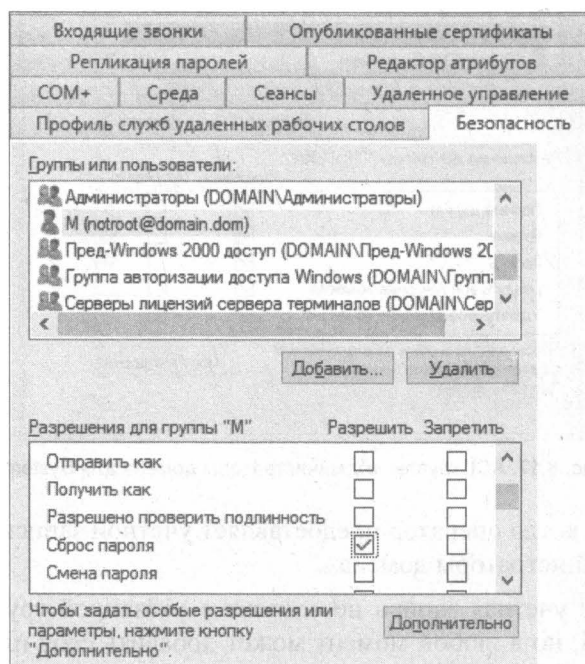 Входящие звонки Опубликованные сертификаты
Репликация паролей Редактор атрибутов
COM+ Среда Сеансы Удаленное управление
Профиль служб удаленных рабочих столов Безопасность
Группы или пользователи:
Администраторы (DOMAIN\Администраторы)
M (notroot@domain.dom)
Пред-Windows 2000 доступ (DOMAIN\Пред-Windows 20
Группа авторизации доступа Windows (DOMAIN\Групп
Серверы лицензий сервера терминалов (DOMAIN\Сер
Добавить... Удалить
Разрешения для группы "M" Разрешить Запретить
Отправить как
Получить как
Разрешено проверить подлинность
Сброс пароля
Смена пароля
Чтобы задать особые разрешения или
параметры, нажмите кнопку
"Дополнительно".
Дополнительно